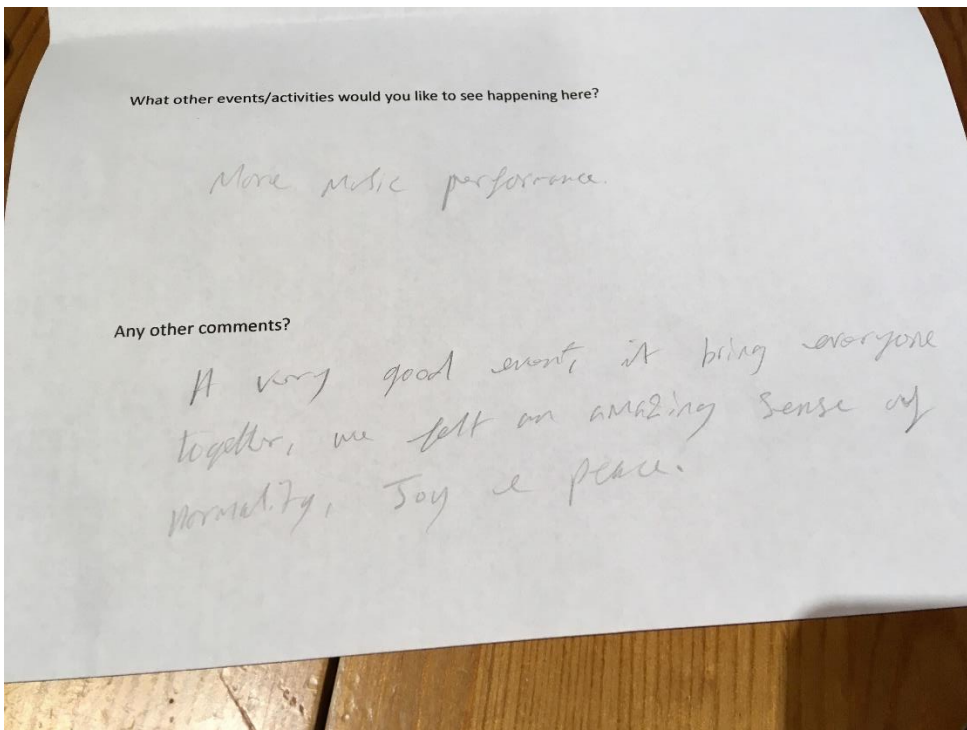 What other events/activities would you like to see happening here?
More music performance.
Any other comments?
A very good event, it bring everyone
together, we felt an amazing sense of
normality, Joy & peace.